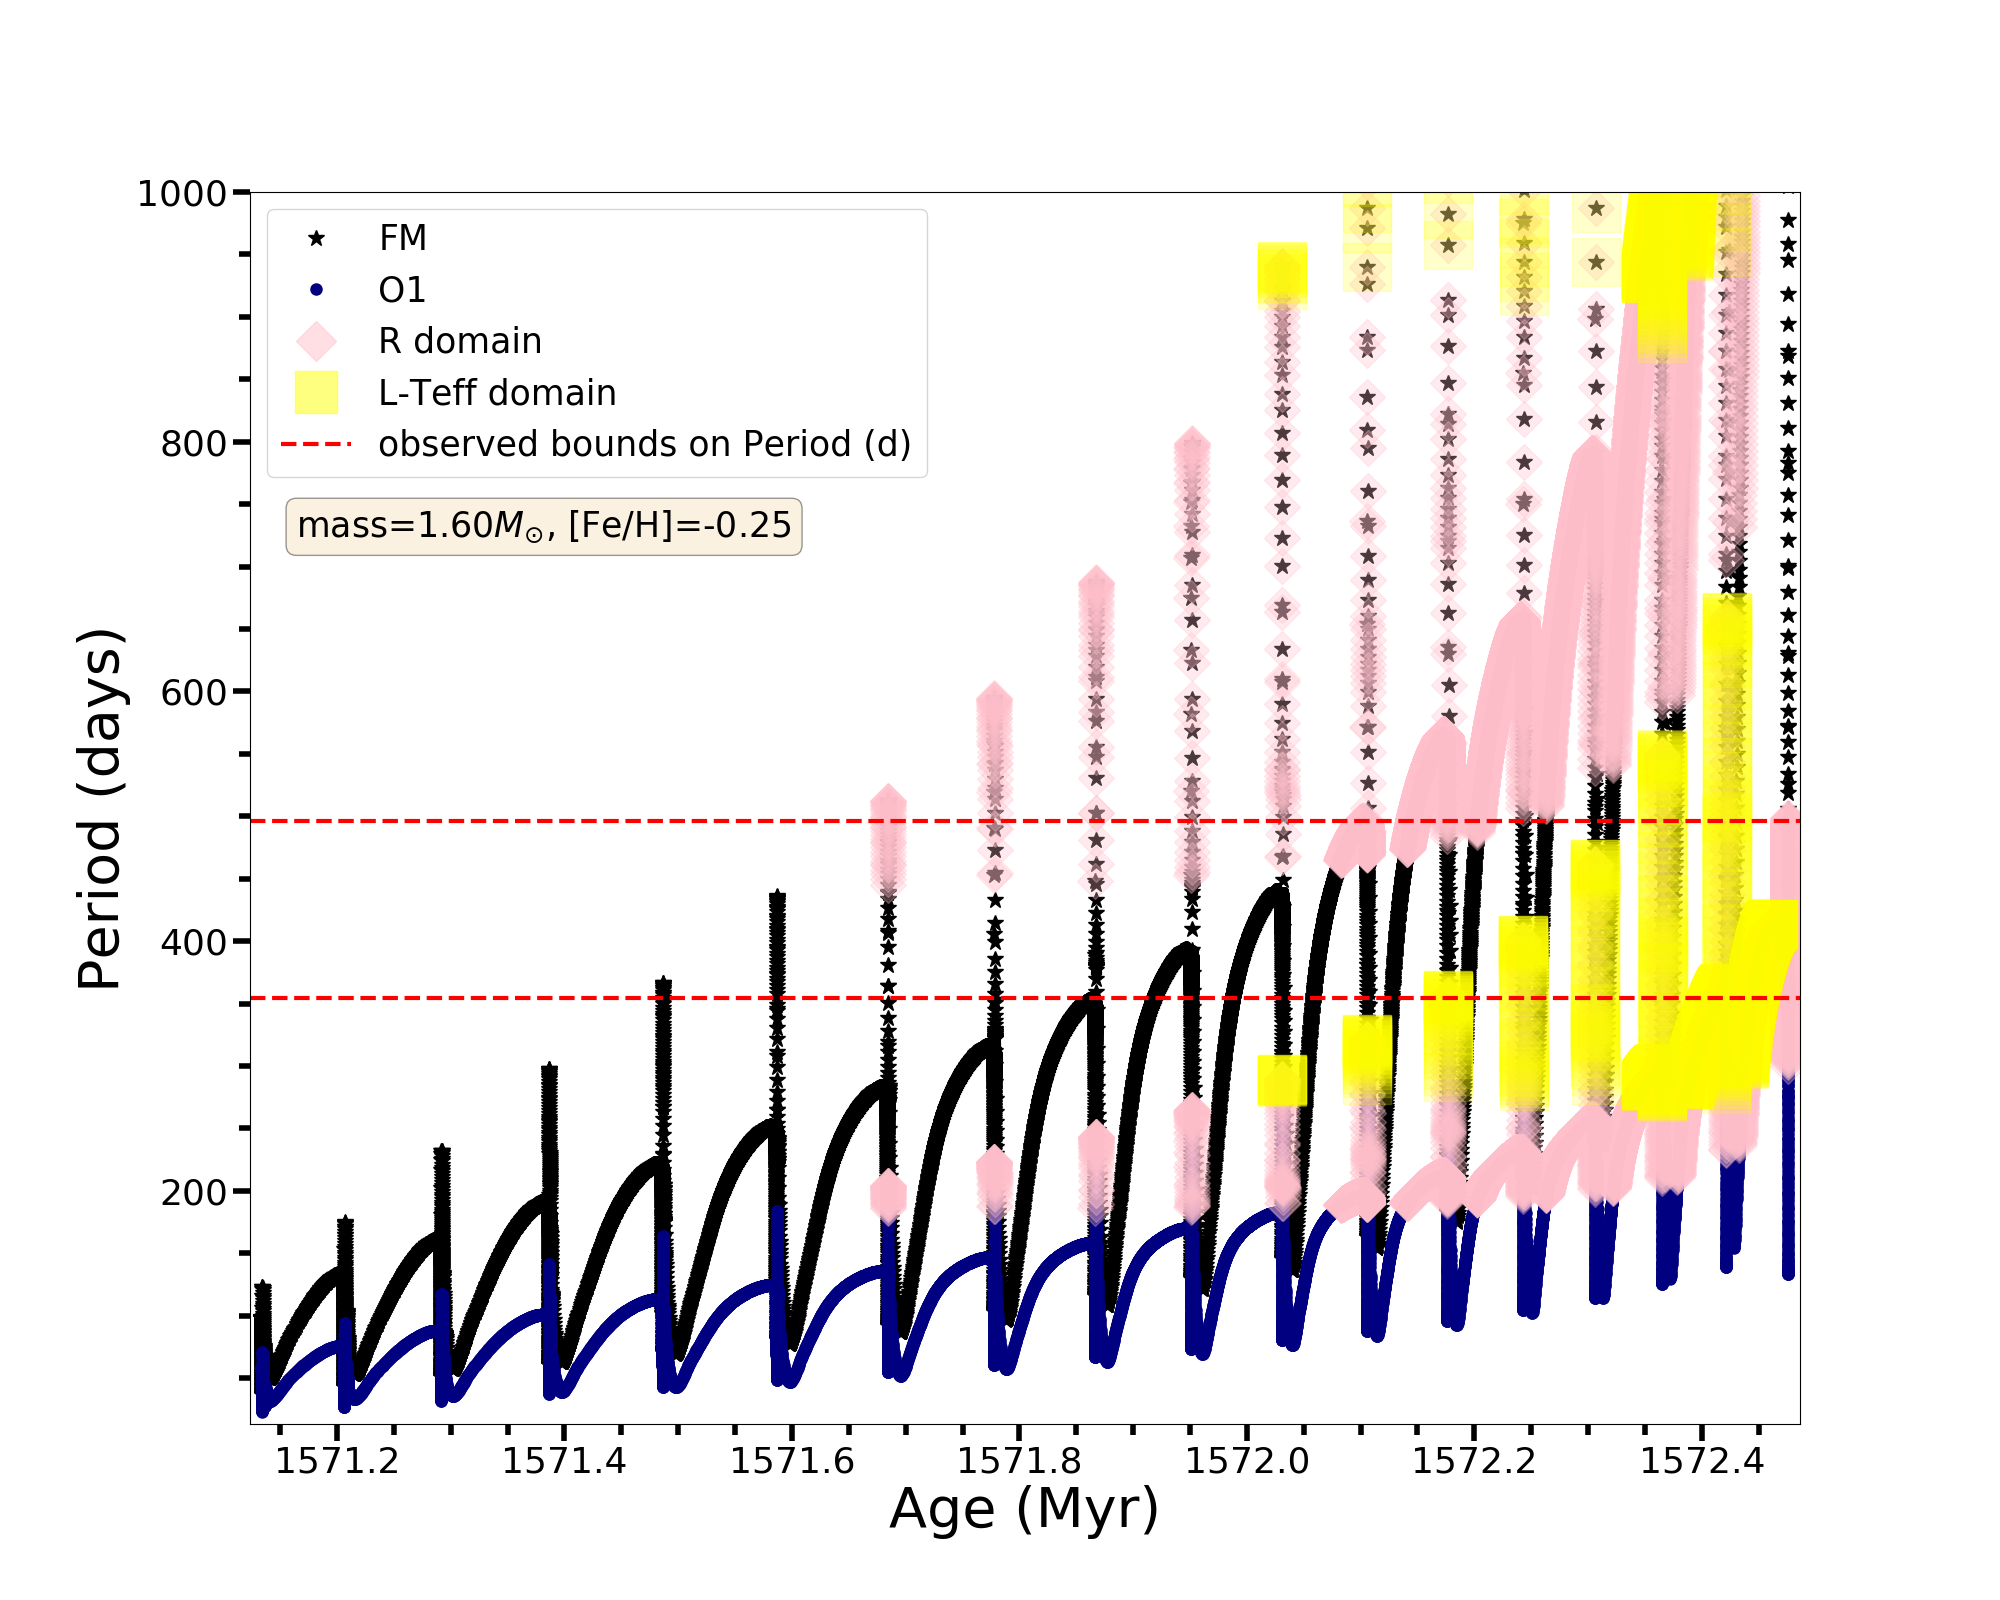 1000
800
600
400
200
Period (days)
FM
O1
R domain
L-Teff domain
observed bounds on Period (d)
mass=1.60M⊙, [Fe/H]=-0.25
1571.2 1571.4 1571.6 1571.8 1572.0 1572.2 1572.4
Age (Myr)